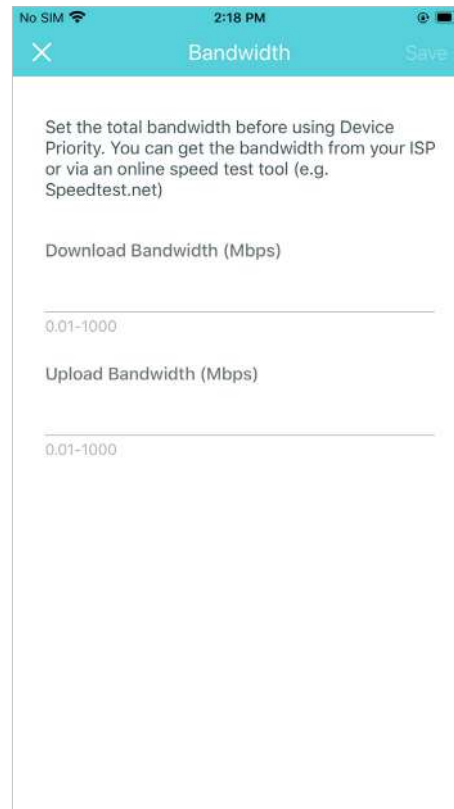 No SIM 2:18 PM
Bandwidth Save
Set the total bandwidth before using Device
Priority. You can get the bandwidth from your ISP
or via an online speed test tool (e.g.
Speedtest.net)
Download Bandwidth (Mbps)
0.01-1000
Upload Bandwidth (Mbps)
0.01-1000